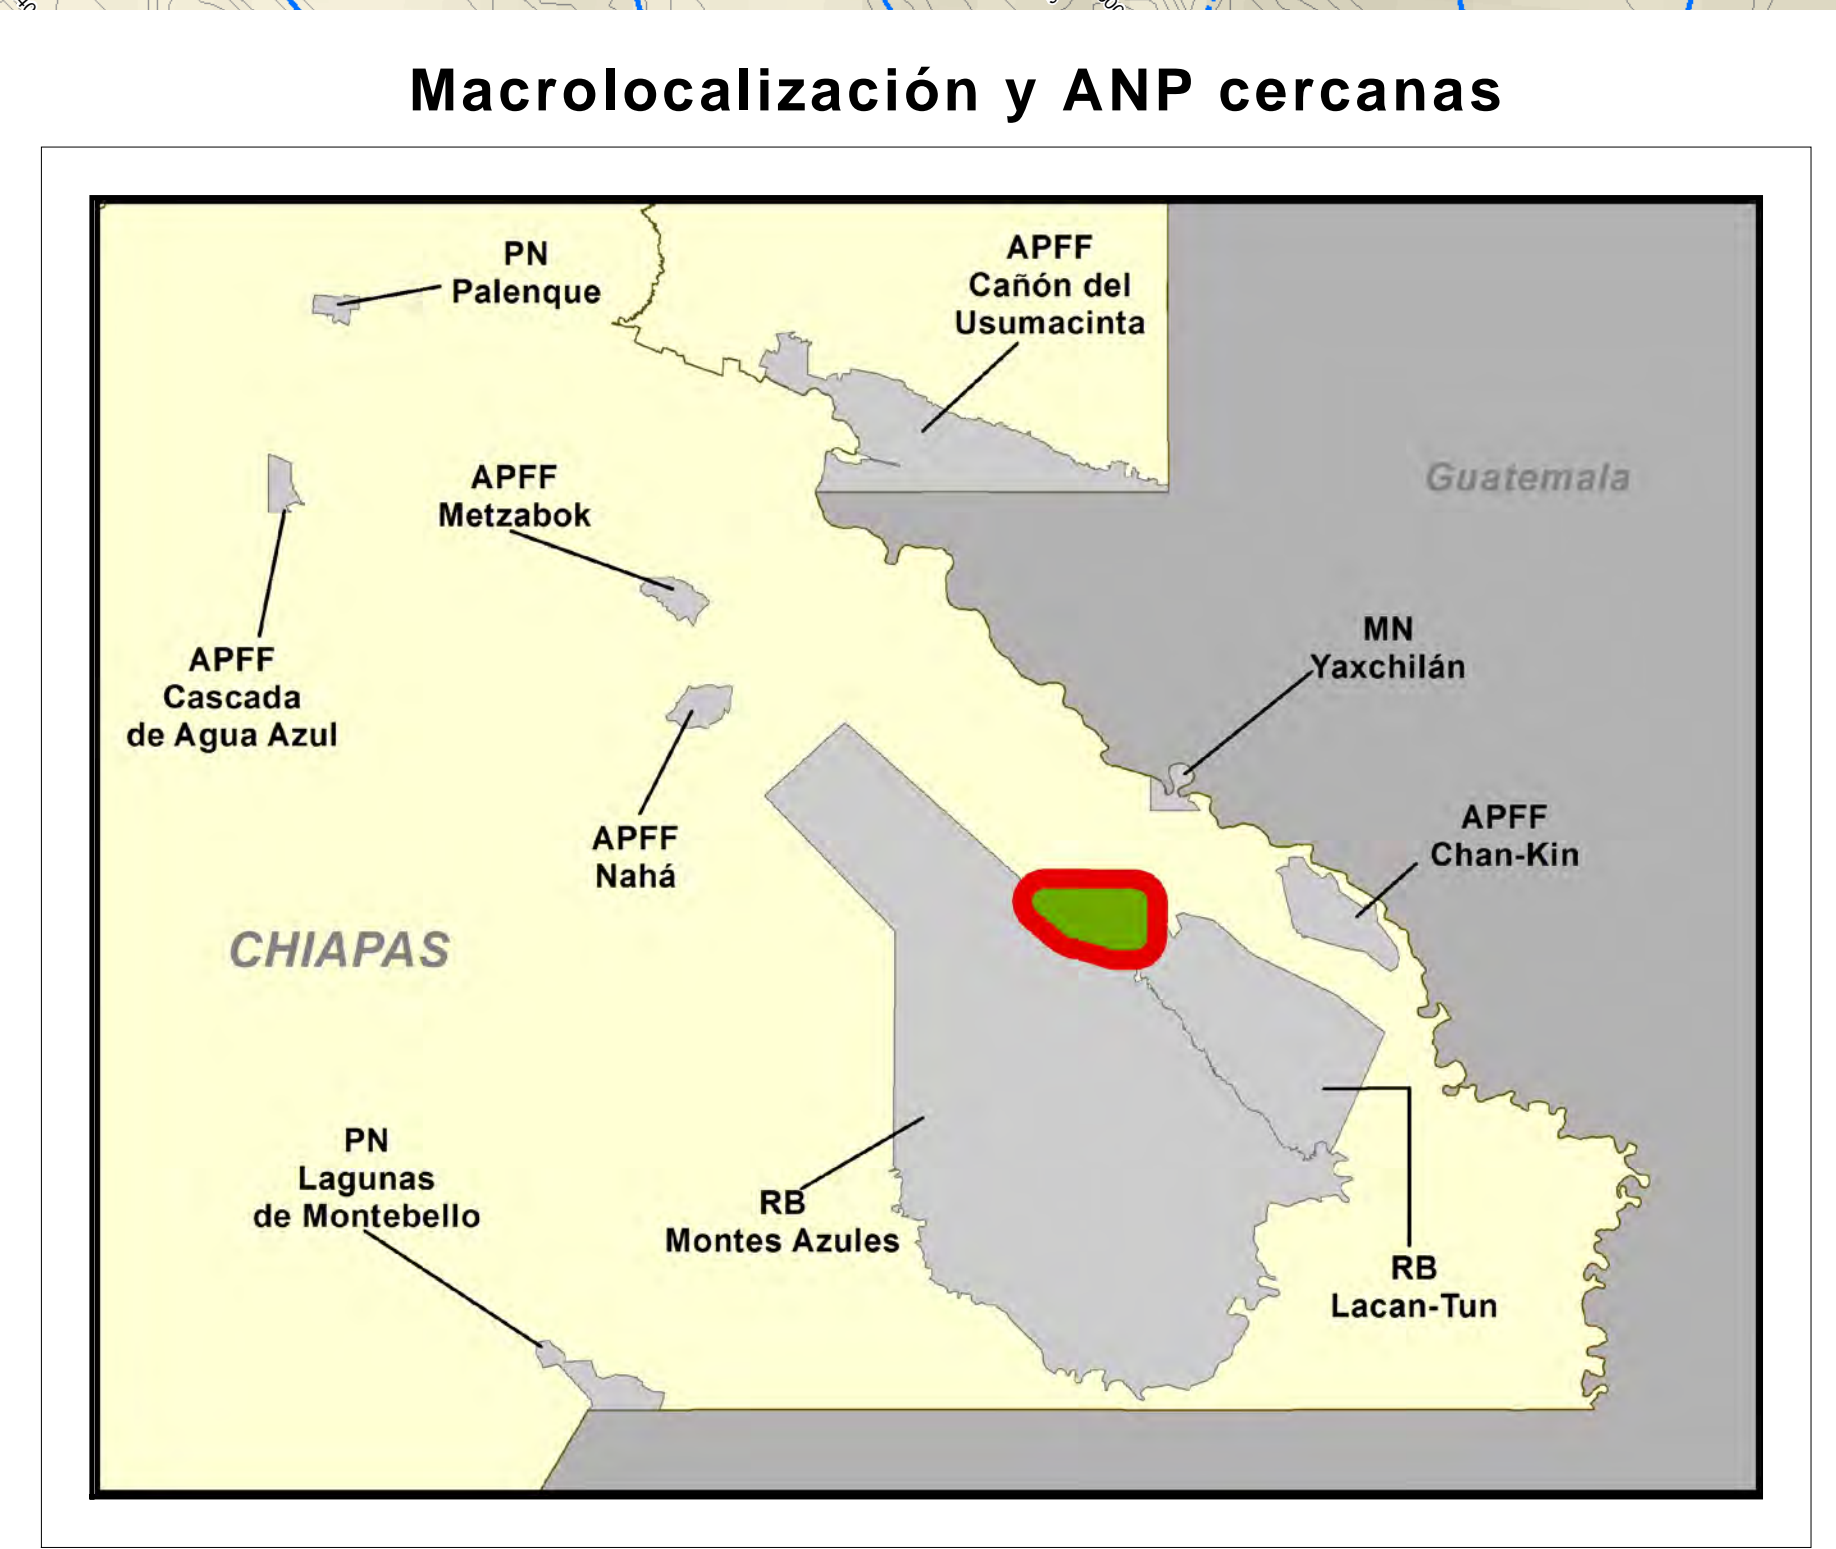 Macrolocalización y ANP cercanas
PN
Palenque
APFF
Cañón del
Usumacinta
APFF
Metzabok
Guatemala
APFF
Cascada
de Agua Azul
MN
Yaxchilán
APFF
Nahá
APFF
Chan-Kin
CHIAPAS
PN
Lagunas
de Montebello
RB
Montes Azules
RB
Lacan-Tun